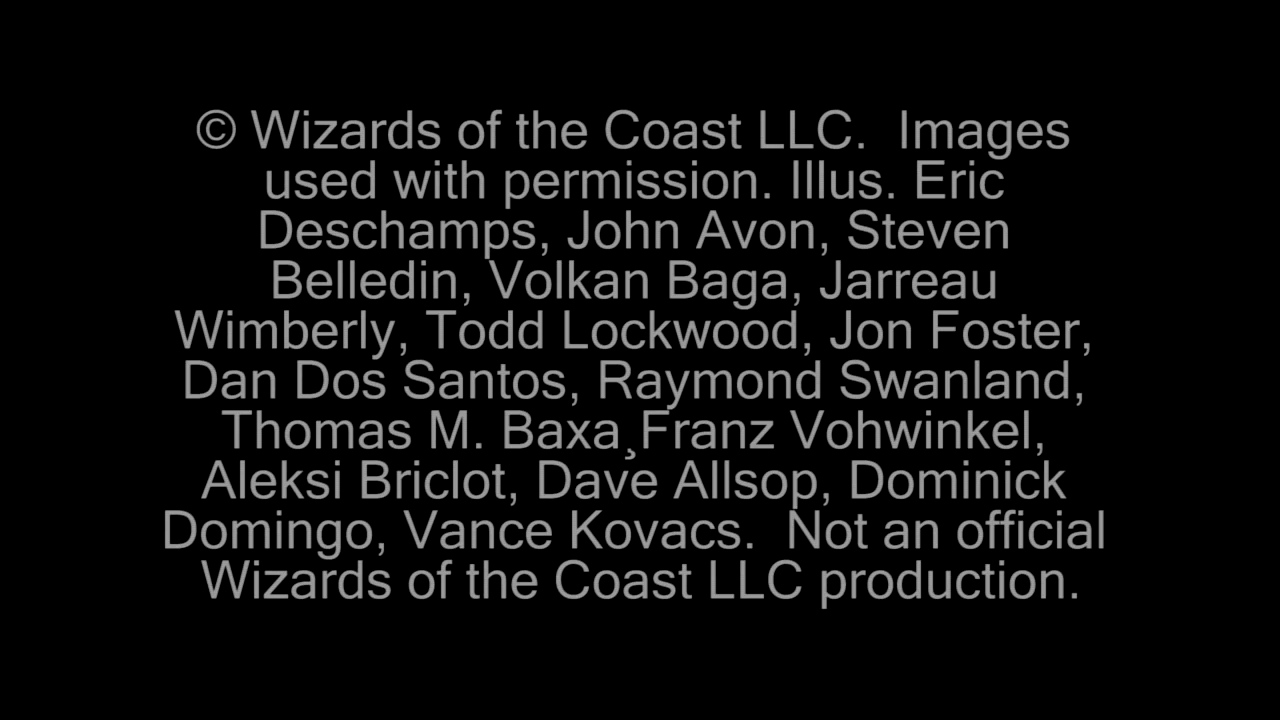 © Wizards of the Coast LLC.  Images
used with permission. Illus. Eric
Deschamps, John Avon, Steven
Belledin, Volkan Baga, Jarreau
Wimberly, Todd Lockwood, Jon Foster,
Dan Dos Santos, Raymond Swanland,
Thomas M. Baxa¸Franz Vohwinkel,
Aleksi Briclot, Dave Allsop, Dominick
Domingo, Vance Kovacs.  Not an official
Wizards of the Coast LLC production.